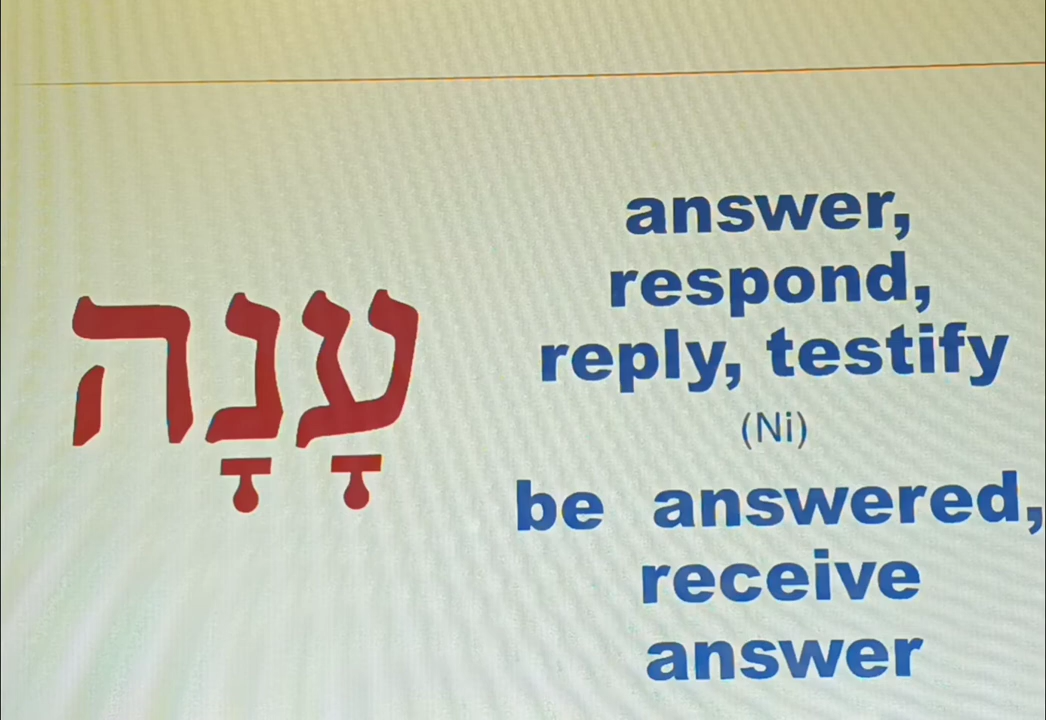 עָנָה
answer,
respond,
reply, testify
(Ni)
be answered,
receive
answer